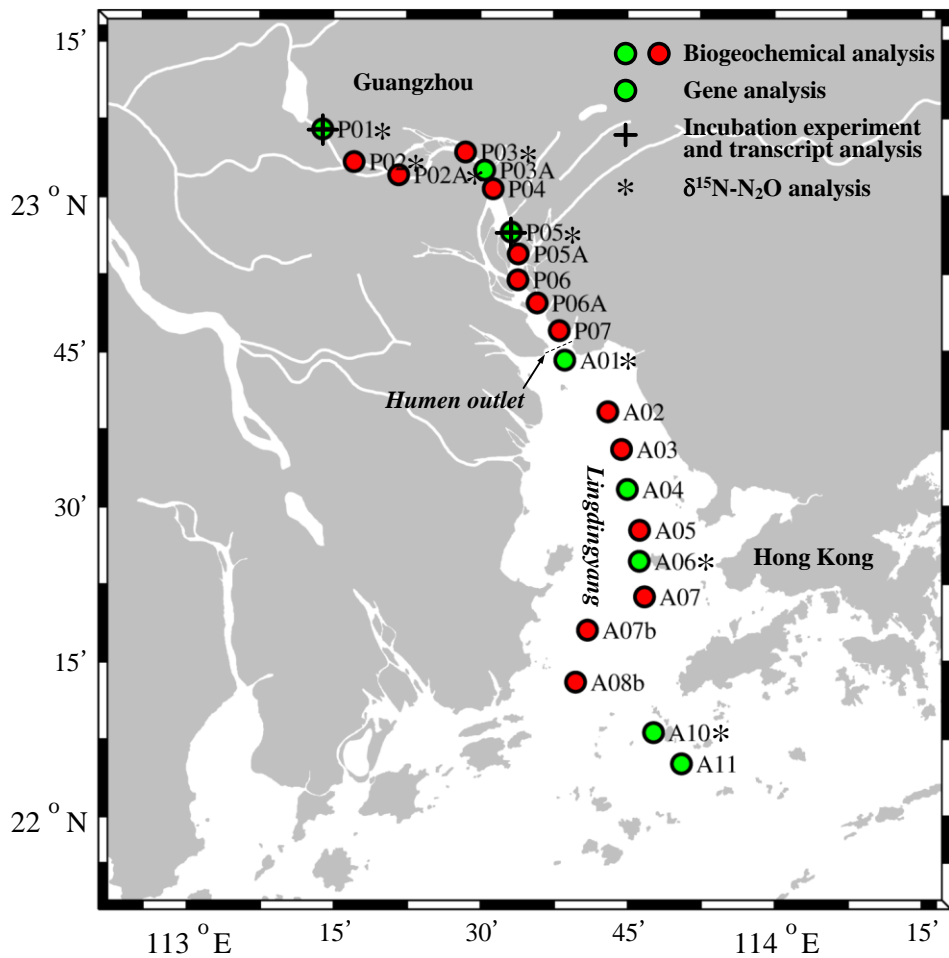 15’
Guangzhou
Biogeochemical analysis
Gene analysis
Incubation experiment
and transcript analysis
* δ¹⁵N-N₂O analysis
P01*
P02*
P02A*
P03*
P03A
P04
23 °N
P05*
P05A
P06
P06A
P07
45’
A01*
Humen outlet
A02
A03
Lingdingyang
A04
30’
A05
A06*
Hong Kong
A07
A07b
15’
A08b
A10*
A11
22 °N
113 °E
15’
30’
45’
114 °E
15’